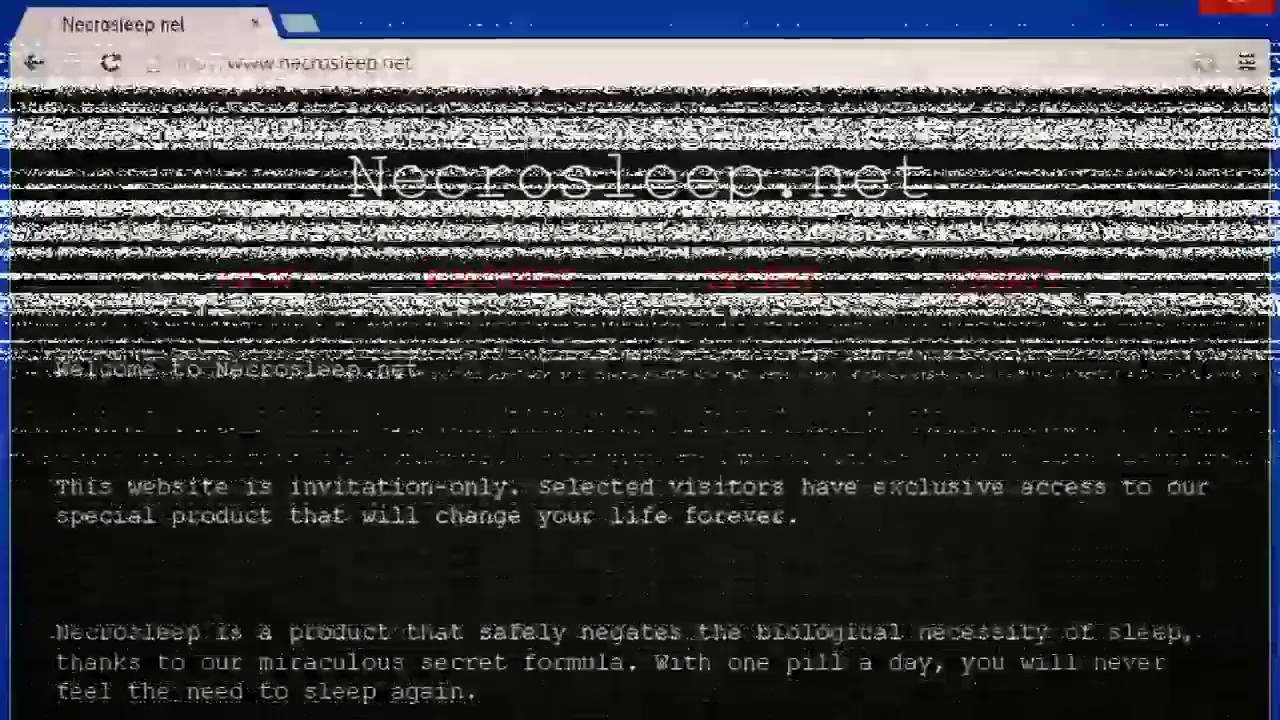 Necrosleep net
www.necrosleep.net
Necrosleep.net
Welcome to Necrosleep.net
This website is invitation-only. Selected visitors have exclusive access to our
special product that will change your life forever.
Necrosleep is a product that safely negates the biological necessity of sleep,
thanks to our miraculous secret formula. With one pill a day, you will never
feel the need to sleep again.